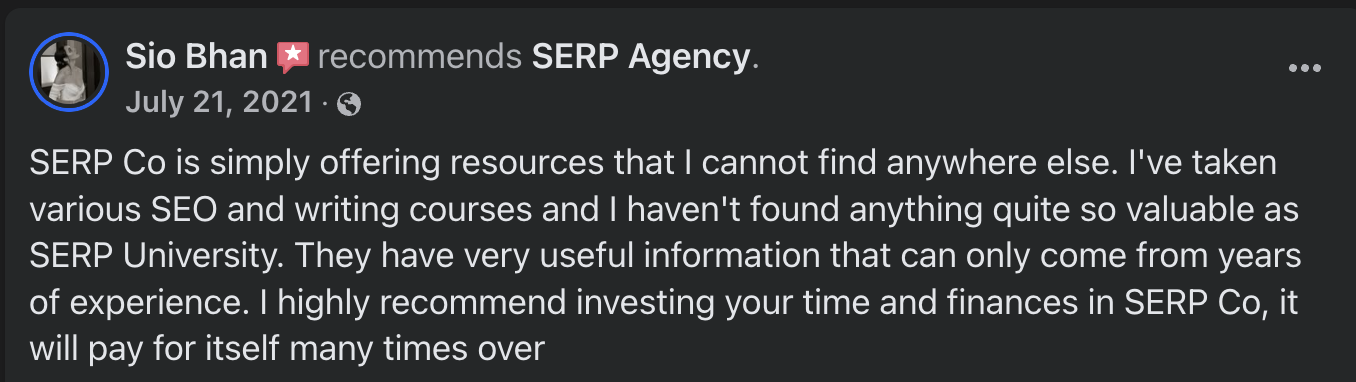 Sio Bhan recommends SERP Agency.
July 21, 2021 ·
SERP Co is simply offering resources that I cannot find anywhere else. I've taken
various SEO and writing courses and I haven't found anything quite so valuable as
SERP University. They have very useful information that can only come from years
of experience. I highly recommend investing your time and finances in SERP Co, it
will pay for itself many times over